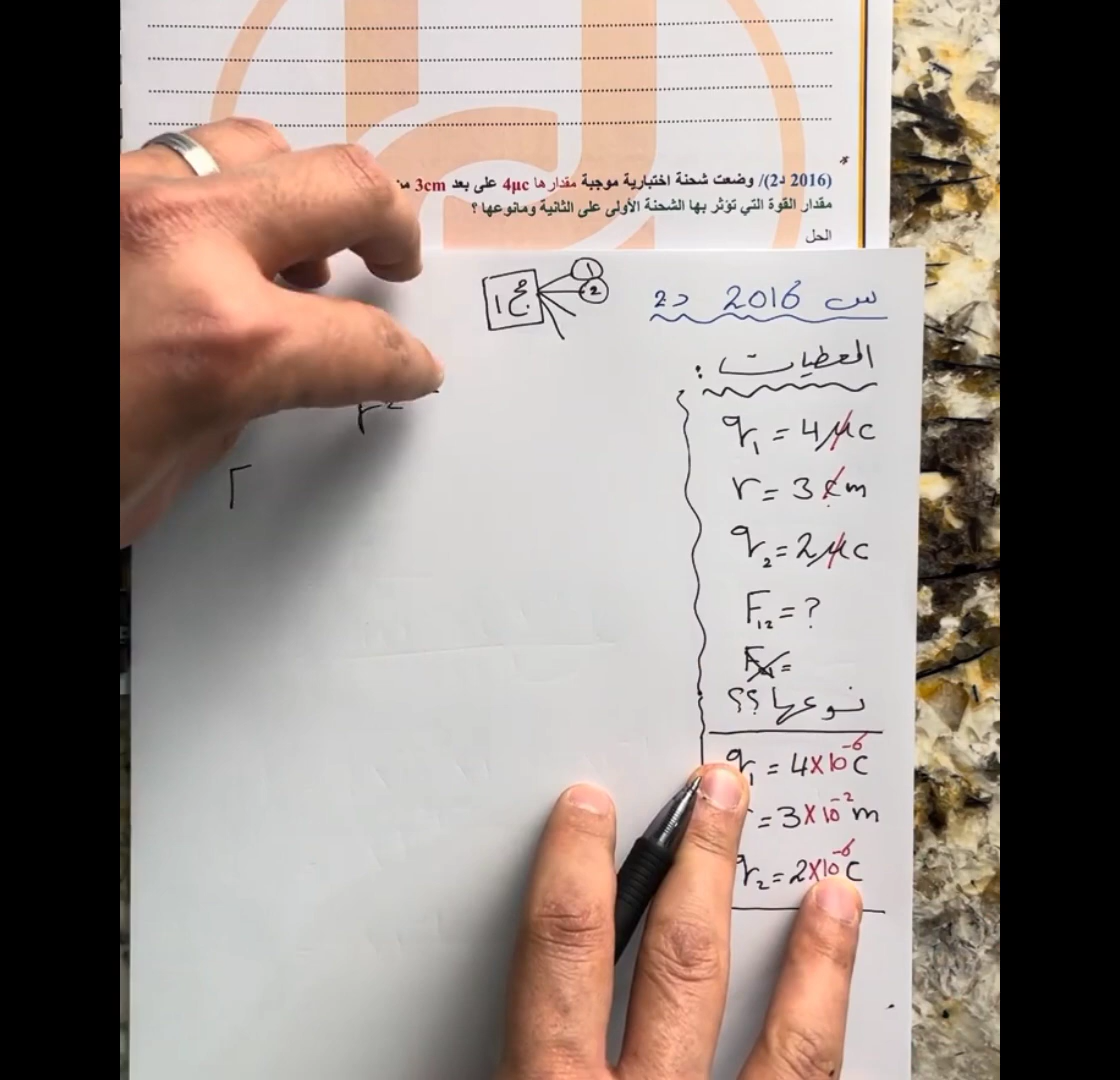 (2016 د2)/ وضعت شحنة اختبارية موجبة مقدارها 4µc على بعد 3cm
مقدار القوة التي تؤثر بها الشحنة الأولى على الثانية ومانوعها ؟
الحل
س 2016 د2
المعطيات :
q₁ = 4µc
r = 3cm
q₂ = 2µc
F₁₂ = ?
نوعها ؟؟
q₁ = 4×10⁻⁶C
= 3×10⁻²m
q₂ = 2×10⁻⁶C
1
2